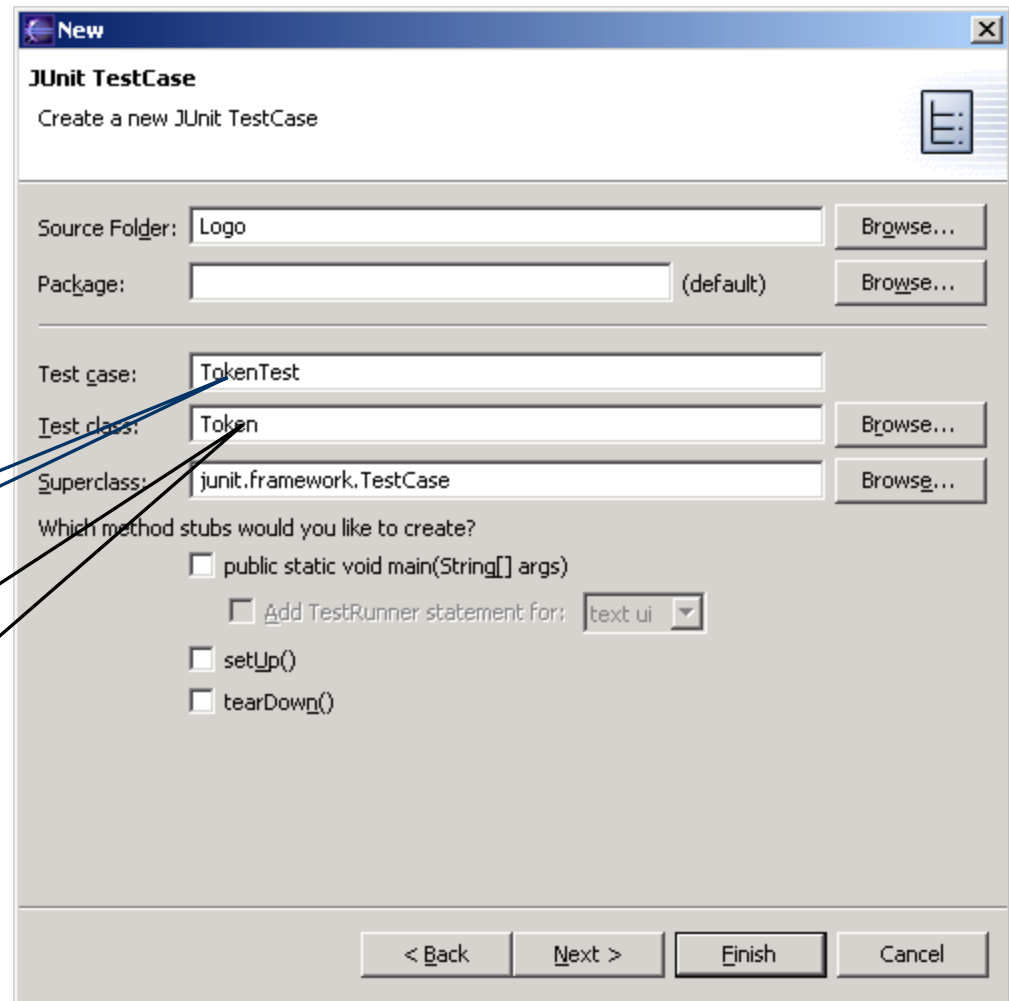 New
JUnit TestCase
Create a new JUnit TestCase
Source Folder: Logo Browse...
Package: (default) Browse...
Test case: TokenTest
Test class: Token Browse...
Superclass: junit.framework.TestCase Browse...
Which method stubs would you like to create?
public static void main(String[] args)
Add TestRunner statement for: text ui
setUp()
tearDown()
< Back Next > Finish Cancel